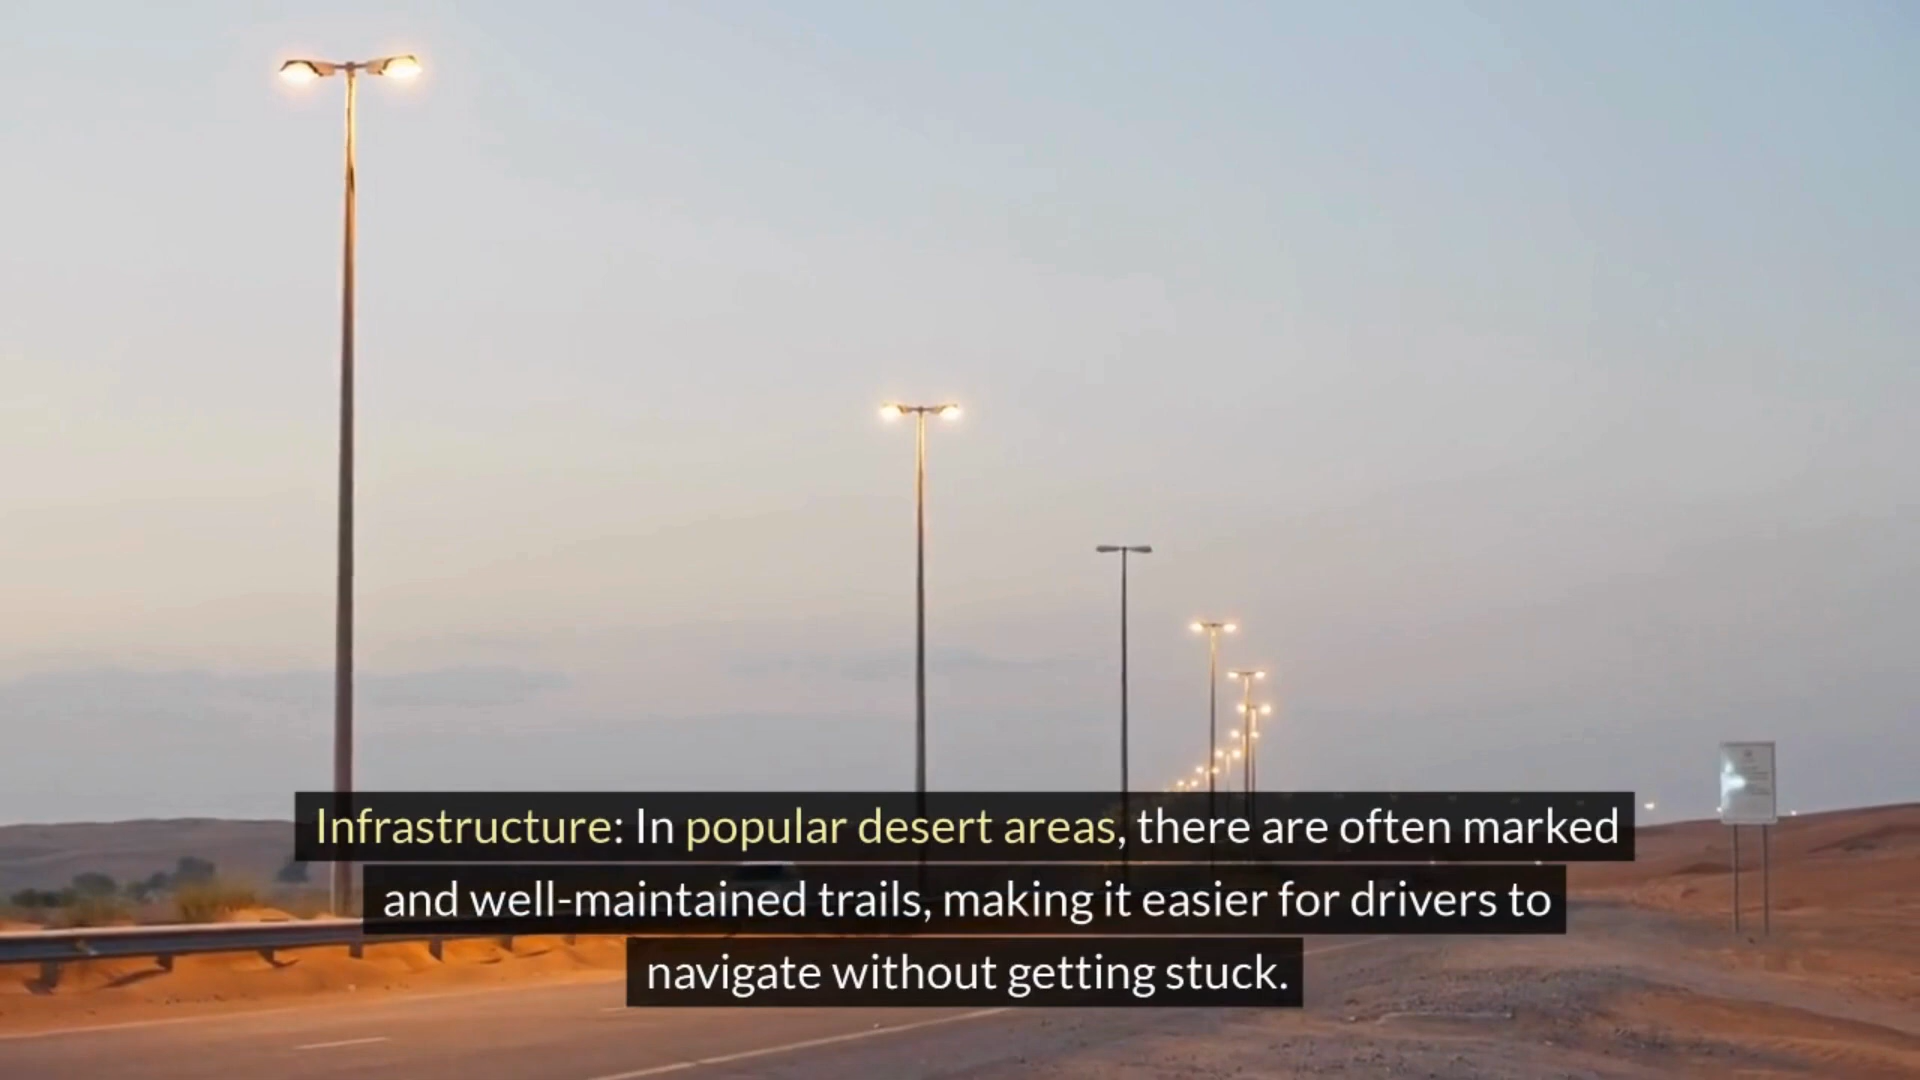 Infrastructure: In popular desert areas, there are often marked
and well-maintained trails, making it easier for drivers to
navigate without getting stuck.